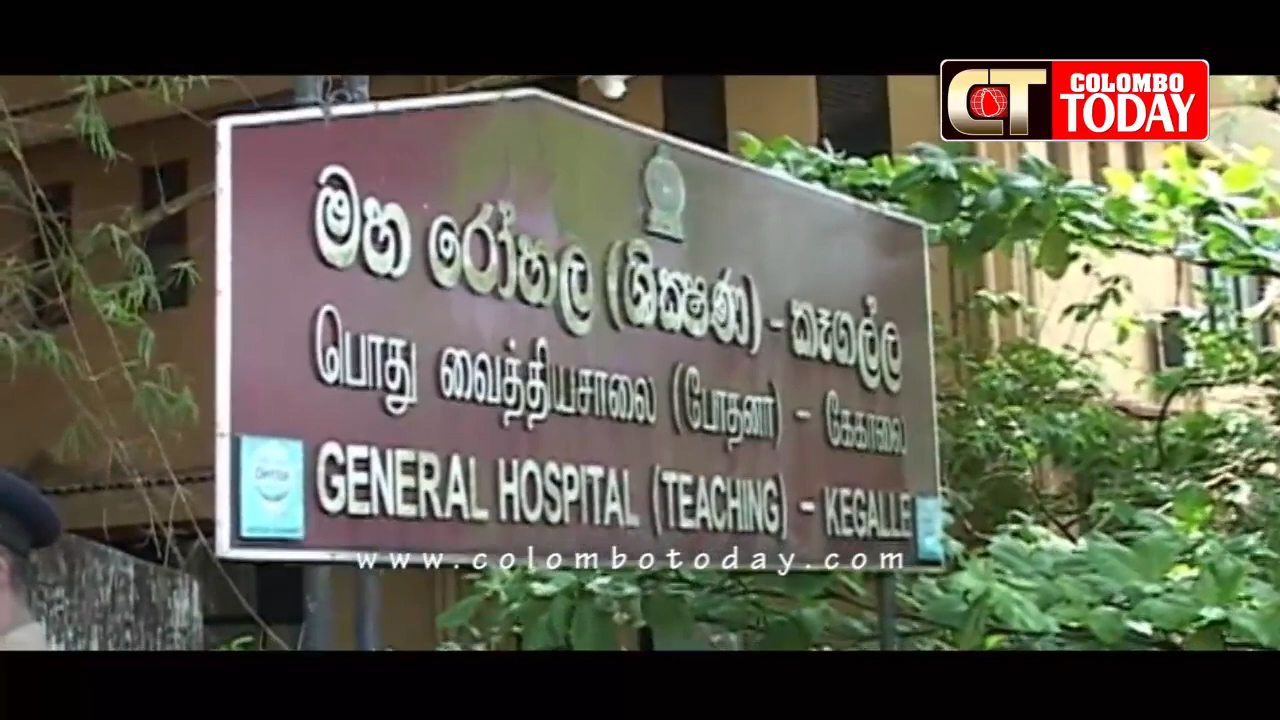 CT COLOMBO
TODAY
මහ රෝහල (ශික්ෂණ) - කෑගල්ල
பொது வைத்தியசாலை (போதனா) - கேகாலை
GENERAL HOSPITAL (TEACHING) - KEGALLE
www.colombotoday.com